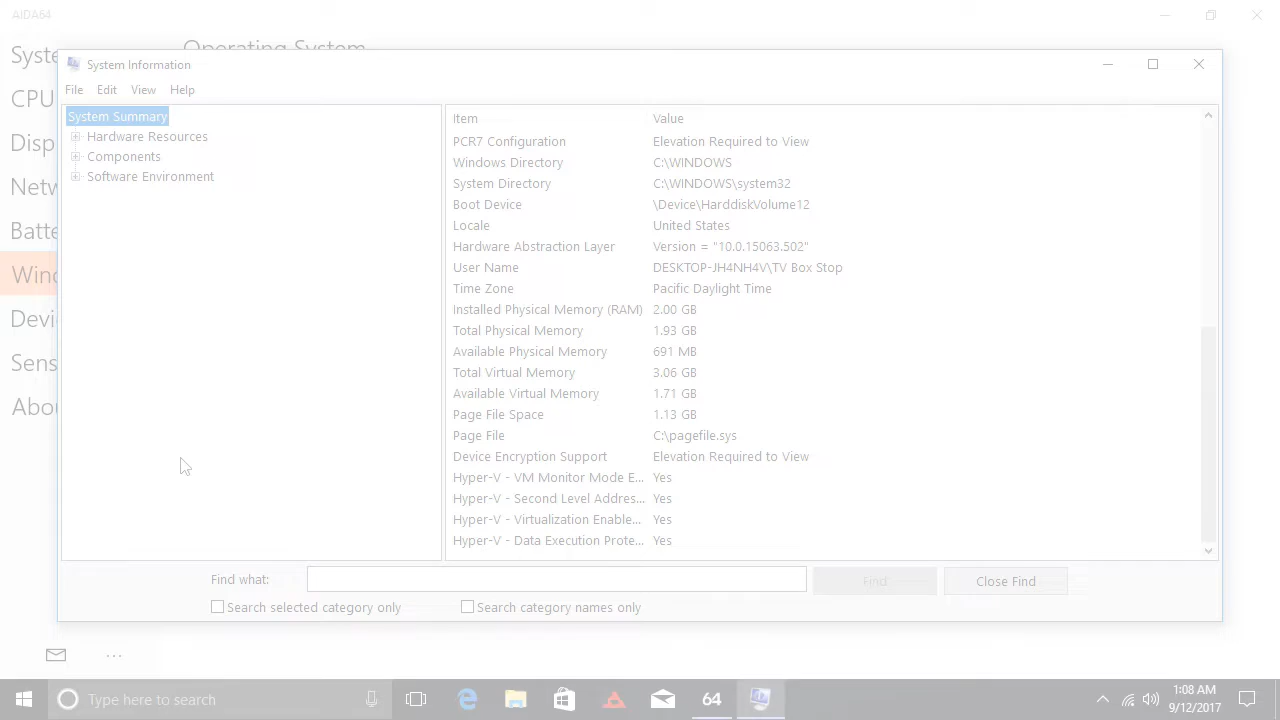 AIDA64
Operating System
Syste
CPU
Disp
Netw
Batte
Wind
Devi
Sens
Abou
System Information
File Edit View Help
System Summary
Hardware Resources
Components
Software Environment
Item Value
PCR7 Configuration Elevation Required to View
Windows Directory C:\WINDOWS
System Directory C:\WINDOWS\system32
Boot Device \Device\HarddiskVolume12
Locale United States
Hardware Abstraction Layer Version = "10.0.15063.502"
User Name DESKTOP-JH4NH4V\TV Box Stop
Time Zone Pacific Daylight Time
Installed Physical Memory (RAM) 2.00 GB
Total Physical Memory 1.93 GB
Available Physical Memory 691 MB
Total Virtual Memory 3.06 GB
Available Virtual Memory 1.71 GB
Page File Space 1.13 GB
Page File C:\pagefile.sys
Device Encryption Support Elevation Required to View
Hyper-V - VM Monitor Mode E... Yes
Hyper-V - Second Level Addres... Yes
Hyper-V - Virtualization Enable... Yes
Hyper-V - Data Execution Prote... Yes
Find what: Find Close Find
Search selected category only Search category names only
Type here to search 64 1:08 AM
9/12/2017